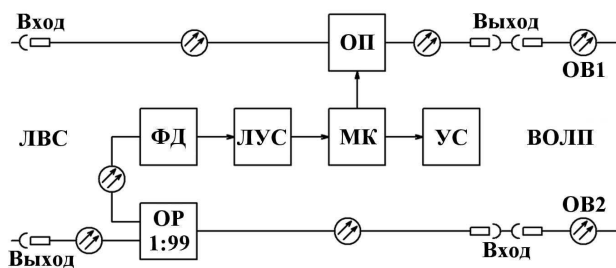 Вход
ОП
Выход
ОВ1
ЛВС
ФД
ЛУС
МК
УС
ВОЛП
ОР
1:99
ОВ2
Выход
Вход